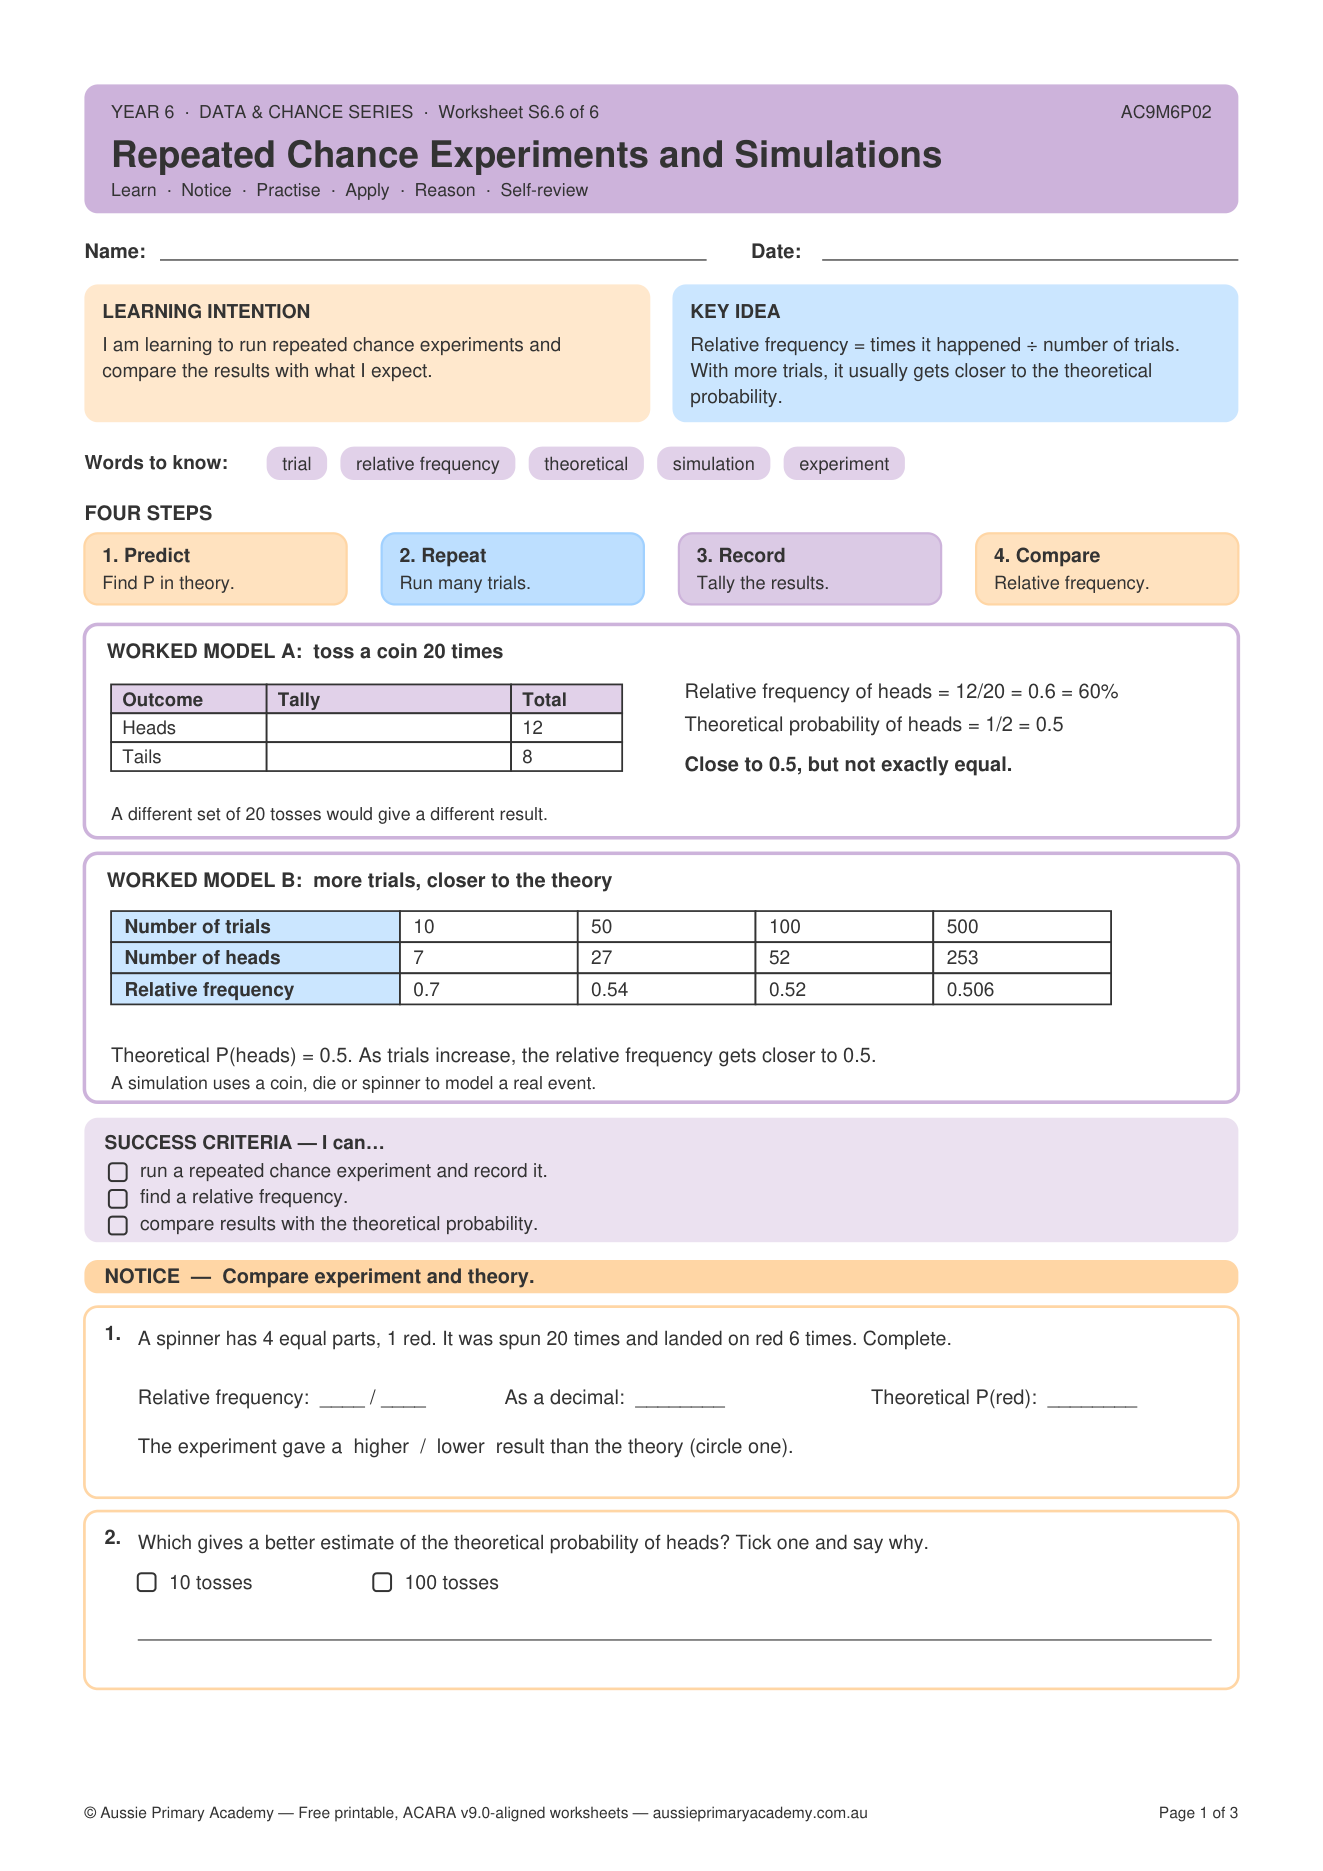 YEAR 6 · DATA & CHANCE SERIES · Worksheet S6.6 of 6 AC9M6P02
Repeated Chance Experiments and Simulations
Learn · Notice · Practise · Apply · Reason · Self-review
Name: Date:
LEARNING INTENTION
I am learning to run repeated chance experiments and
compare the results with what I expect.
KEY IDEA
Relative frequency = times it happened ÷ number of trials.
With more trials, it usually gets closer to the theoretical
probability.
Words to know: trial relative frequency theoretical simulation experiment
FOUR STEPS
1. Predict
Find P in theory.
2. Repeat
Run many trials.
3. Record
Tally the results.
4. Compare
Relative frequency.
WORKED MODEL A: toss a coin 20 times
Outcome Tally Total
Heads 12
Tails 8
Relative frequency of heads = 12/20 = 0.6 = 60%
Theoretical probability of heads = 1/2 = 0.5
Close to 0.5, but not exactly equal.
A different set of 20 tosses would give a different result.
WORKED MODEL B: more trials, closer to the theory
Number of trials 10 50 100 500
Number of heads 7 27 52 253
Relative frequency 0.7 0.54 0.52 0.506
Theoretical P(heads) = 0.5. As trials increase, the relative frequency gets closer to 0.5.
A simulation uses a coin, die or spinner to model a real event.
SUCCESS CRITERIA — I can…
run a repeated chance experiment and record it.
find a relative frequency.
compare results with the theoretical probability.
NOTICE — Compare experiment and theory.
1. A spinner has 4 equal parts, 1 red. It was spun 20 times and landed on red 6 times. Complete.
Relative frequency: ____ / ____ As a decimal: ________ Theoretical P(red): ________
The experiment gave a higher / lower result than the theory (circle one).
2. Which gives a better estimate of the theoretical probability of heads? Tick one and say why.
10 tosses 100 tosses
© Aussie Primary Academy — Free printable, ACARA v9.0-aligned worksheets — aussieprimaryacademy.com.au Page 1 of 3